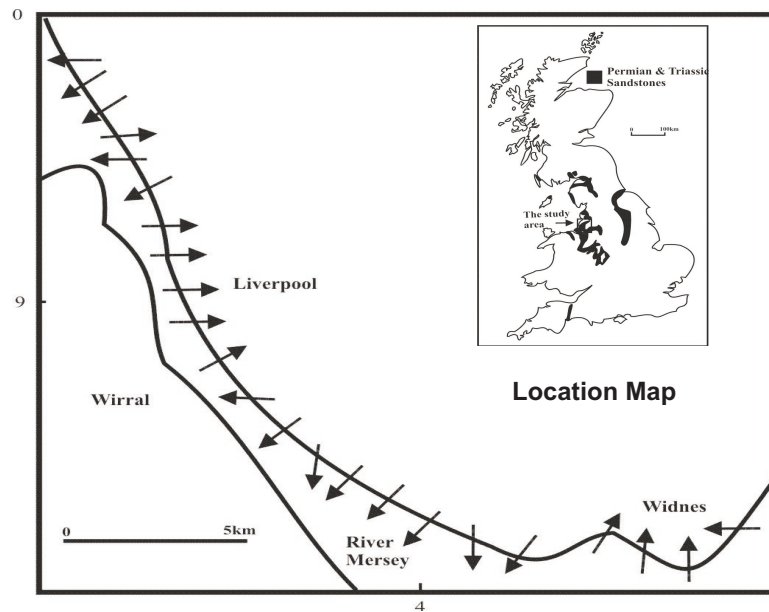 0
Permian & Triassic
Sandstones
0 100km
The study
area
Liverpool
9
Location Map
Wirral
Widnes
0 5km
River
Mersey
4